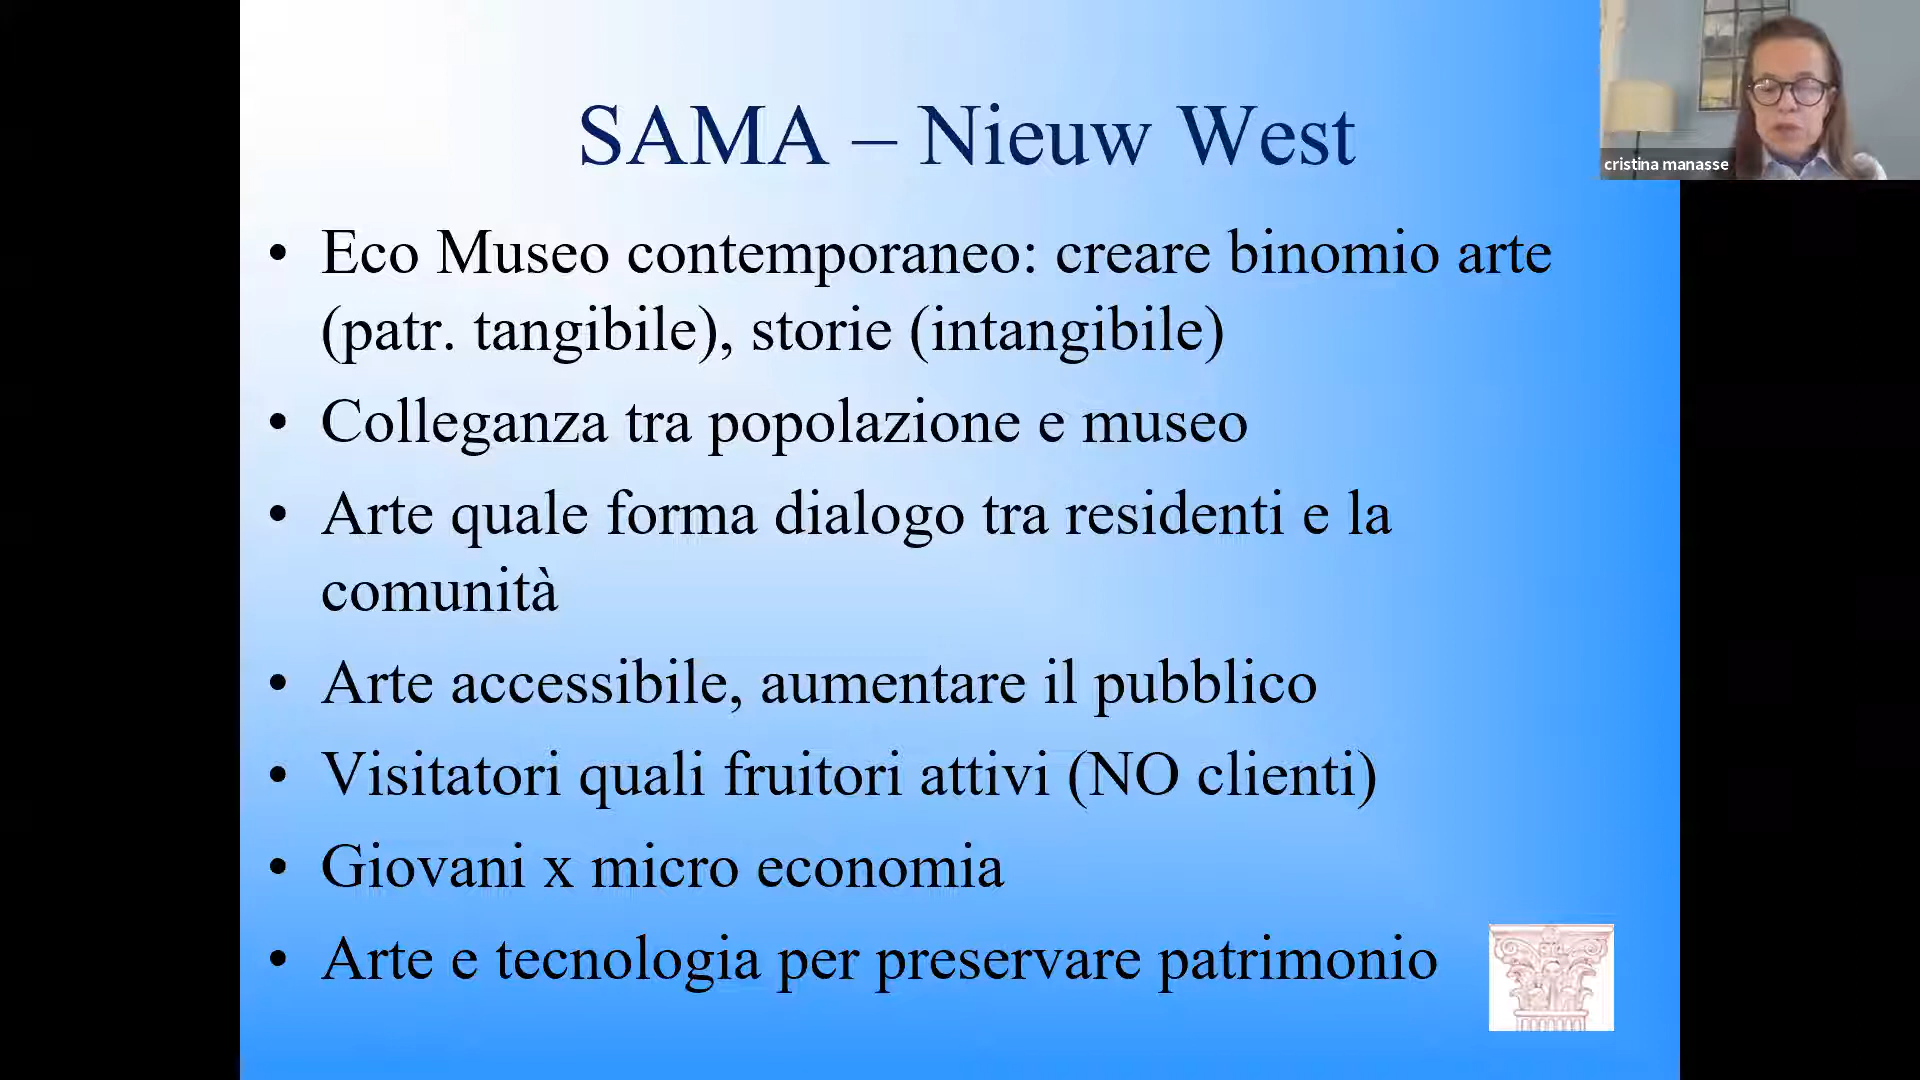 SAMA – Nieuw West
cristina manasse
• Eco Museo contemporaneo: creare binomio arte
(patr. tangibile), storie (intangibile)
• Colleganza tra popolazione e museo
• Arte quale forma dialogo tra residenti e la
comunità
• Arte accessibile, aumentare il pubblico
• Visitatori quali fruitori attivi (NO clienti)
• Giovani x micro economia
• Arte e tecnologia per preservare patrimonio